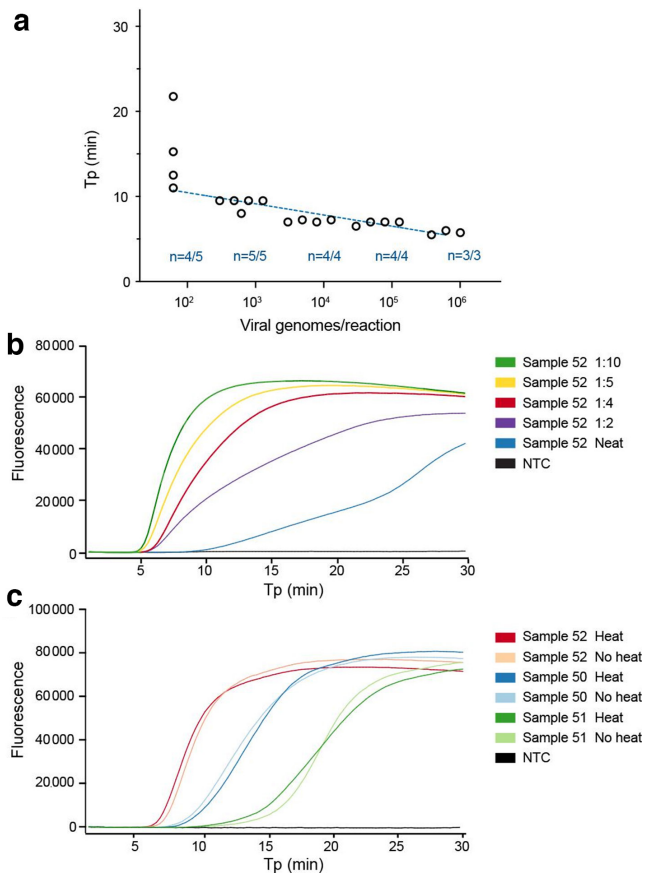 a
30
20
10
0
Tp (min)
n=4/5 n=5/5 n=4/4 n=4/4 n=3/3
10² 10³ 10⁴ 10⁵ 10⁶
Viral genomes/reaction
b
80000
60000
40000
20000
0
Fluorescence
5 10 15 20 25 30
Tp (min)
Sample 52 1:10
Sample 52 1:5
Sample 52 1:4
Sample 52 1:2
Sample 52 Neat
NTC
c
100000
80000
60000
40000
20000
0
Fluorescence
5 10 15 20 25 30
Tp (min)
Sample 52 Heat
Sample 52 No heat
Sample 50 Heat
Sample 50 No heat
Sample 51 Heat
Sample 51 No heat
NTC